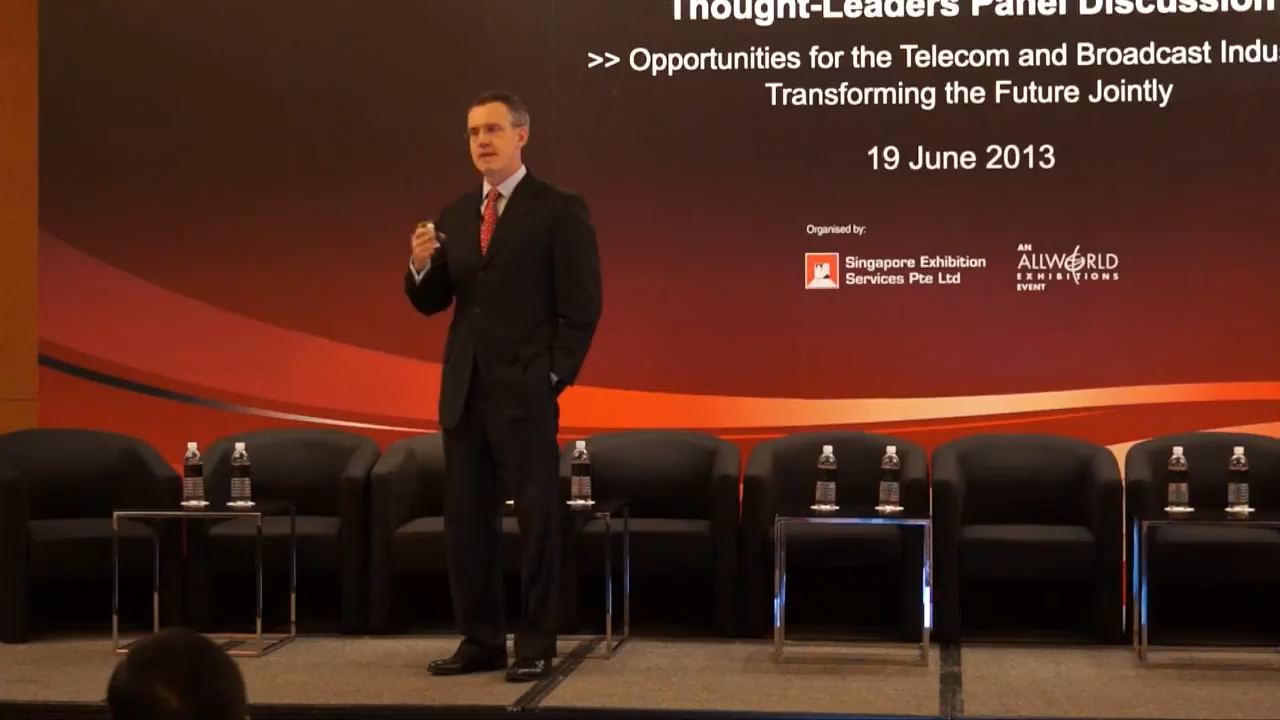 Thought-Leaders Panel Discussion
>> Opportunities for the Telecom and Broadcast
Transforming the Future Jointly
19 June 2013
Organised by:
Singapore Exhibition
Services Pte Ltd
AN
ALLWORLD
EXHIBITIONS
EVENT